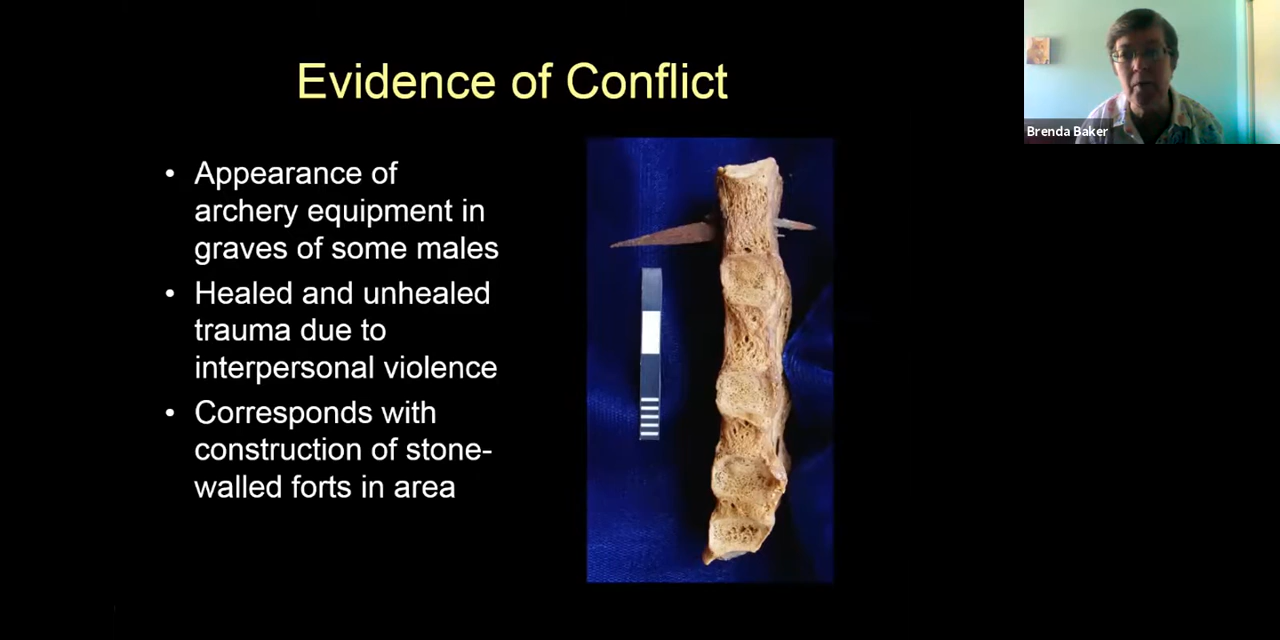 Evidence of Conflict
• Appearance of
archery equipment in
graves of some males
• Healed and unhealed
trauma due to
interpersonal violence
• Corresponds with
construction of stone-
walled forts in area
Brenda Baker